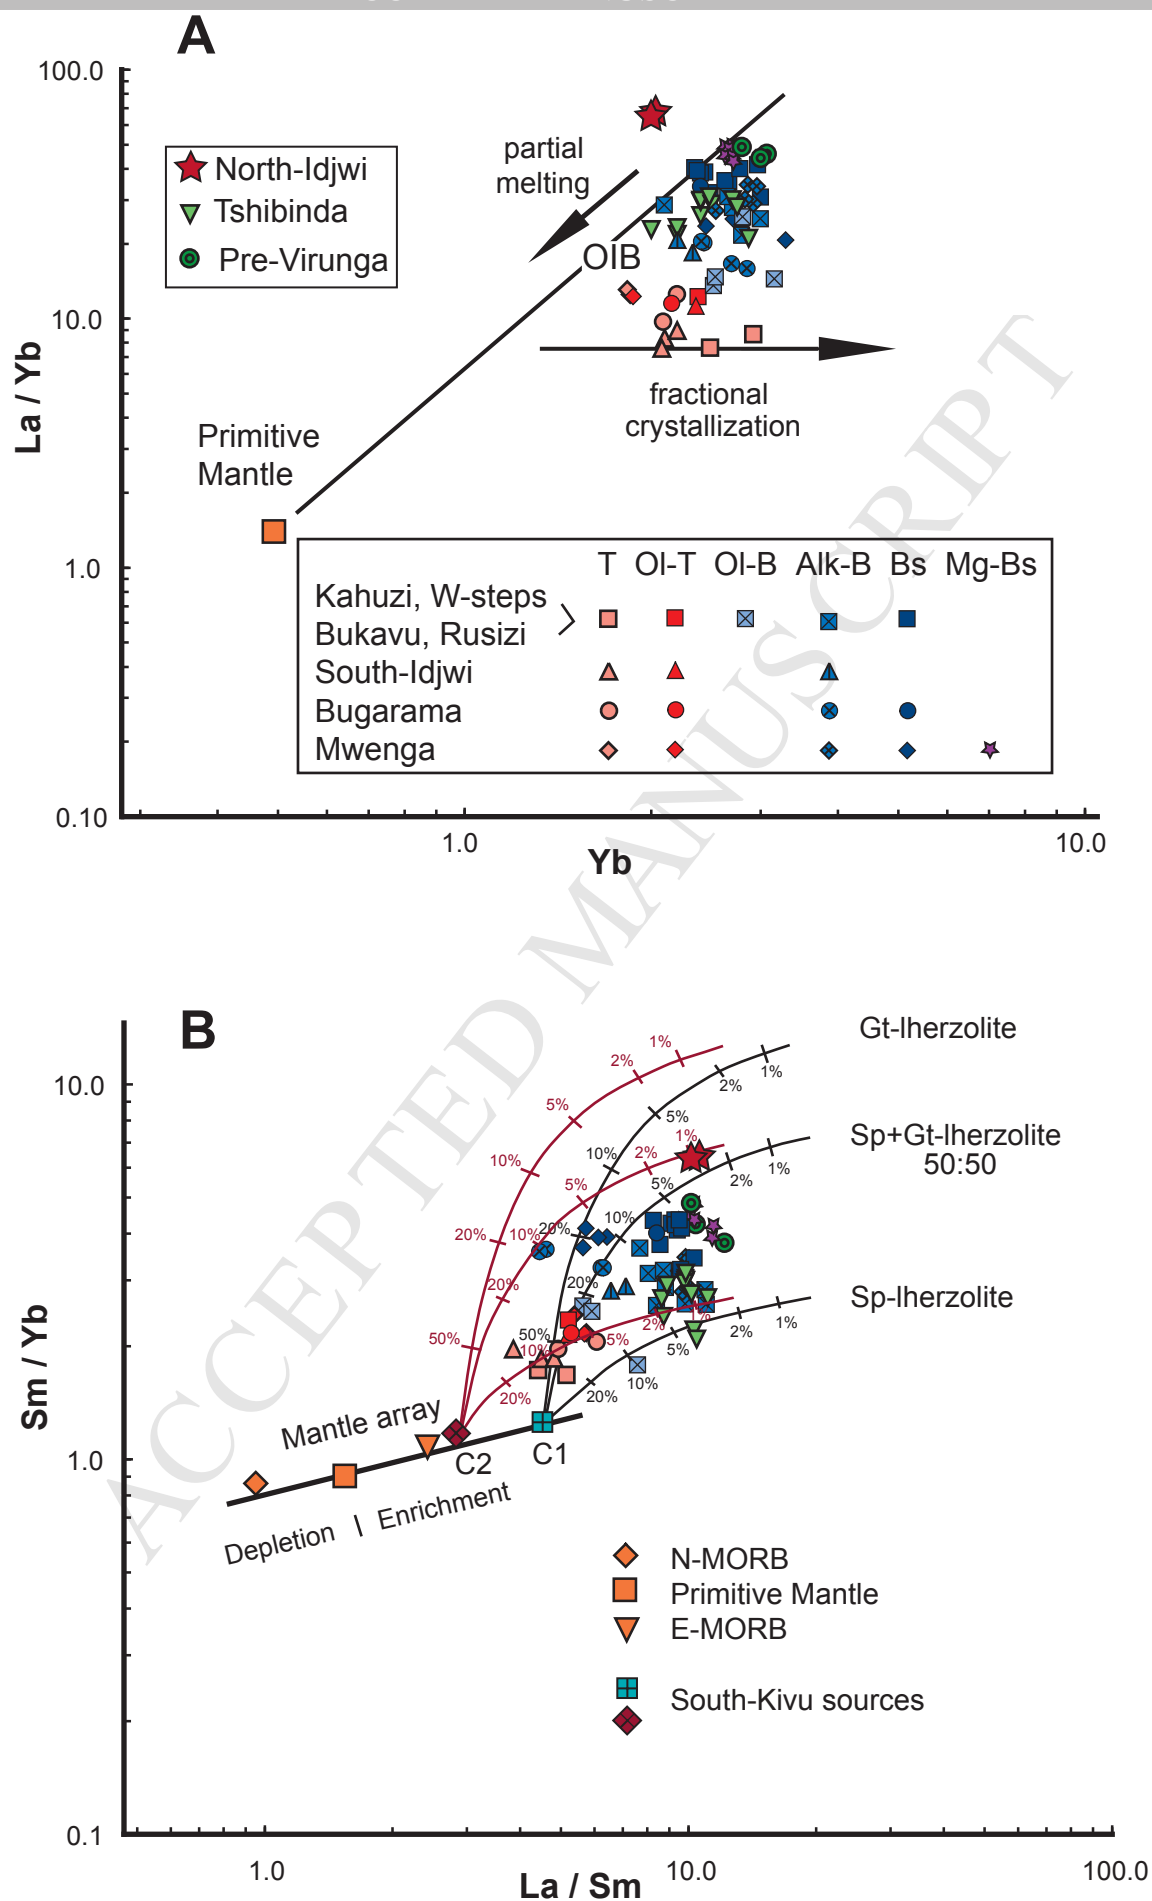 A
100.0
North-Idjwi
Tshibinda
Pre-Virunga
partial
melting
OIB
10.0
La / Yb
fractional
crystallization
Primitive
Mantle
1.0
T Ol-T Ol-B Alk-B Bs Mg-Bs
Kahuzi, W-steps
Bukavu, Rusizi
South-Idjwi
Bugarama
Mwenga
0.10
1.0
10.0
Yb
ACCEPTED MANUSCRIPT
B
Gt-lherzolite
10.0
1%
2%
1%
2%
5%
5%
Sp+Gt-lherzolite
50:50
1%
2%
1%
2%
10%
10%
5%
5%
20%
10%
20%
10%
20%
20%
Sp-lherzolite
50%
50%
10%
5%
2%
1%
1%
2%
5%
10%
20%
20%
Sm / Yb
Mantle array
C2
C1
1.0
Depletion | Enrichment
N-MORB
Primitive Mantle
E-MORB
South-Kivu sources
0.1
1.0
10.0
100.0
La / Sm